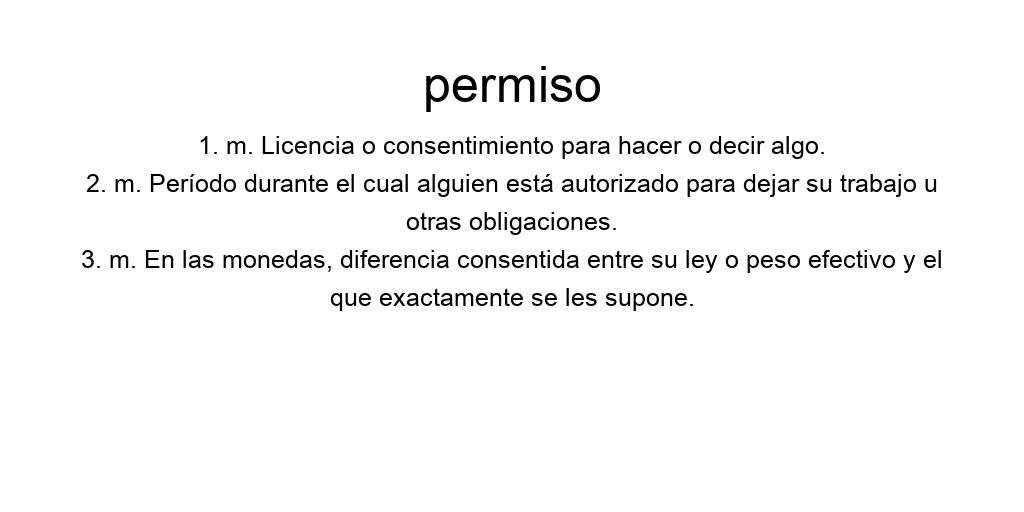 permiso
1. m. Licencia o consentimiento para hacer o decir algo.
2. m. Período durante el cual alguien está autorizado para dejar su trabajo u
otras obligaciones.
3. m. En las monedas, diferencia consentida entre su ley o peso efectivo y el
que exactamente se les supone.